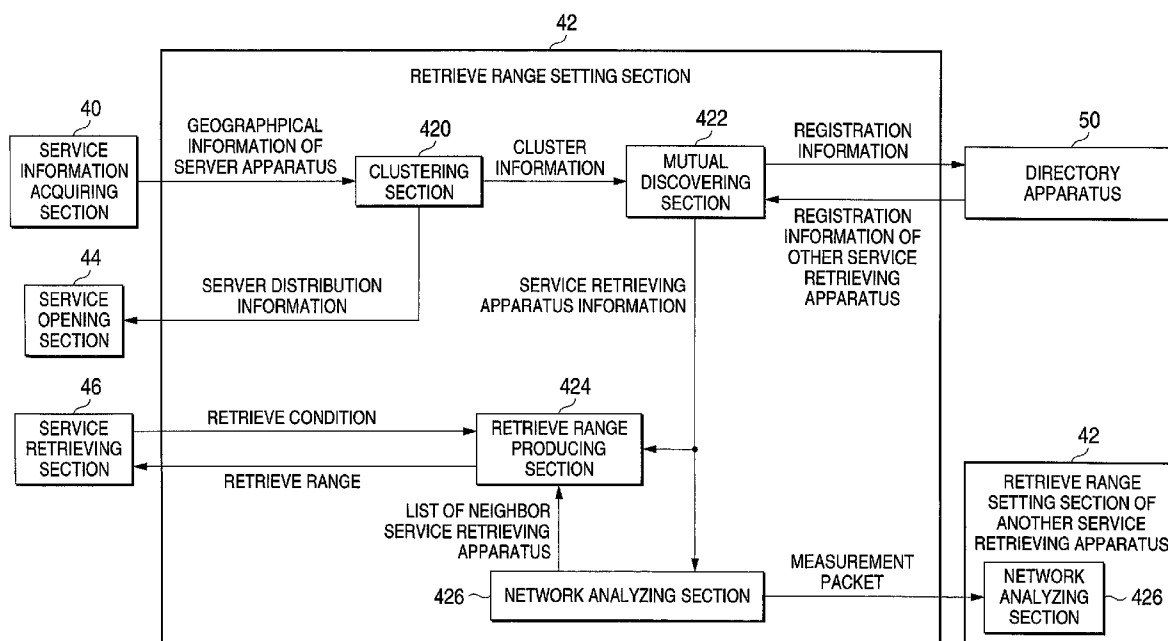 42
RETRIEVE RANGE SETTING SECTION
40
SERVICE
INFORMATION
ACQUIRING
SECTION
GEOGRAPHPICAL
INFORMATION OF
SERVER APPARATUS
420
CLUSTERING
SECTION
CLUSTER
INFORMATION
422
MUTUAL
DISCOVERING
SECTION
REGISTRATION
INFORMATION
50
DIRECTORY
APPARATUS
REGISTRATION
INFORMATION OF
OTHER SERVICE
RETRIEVING
APPARATUS
44
SERVICE
OPENING
SECTION
SERVER DISTRIBUTION
INFORMATION
SERVICE RETRIEVING
APPARATUS INFORMATION
46
SERVICE
RETRIEVING
SECTION
RETRIEVE CONDITION
RETRIEVE RANGE
424
RETRIEVE RANGE
PRODUCING
SECTION
LIST OF NEIGHBOR
SERVICE RETRIEVING
APPARATUS
426
NETWORK ANALYZING SECTION
MEASUREMENT
PACKET
42
RETRIEVE RANGE
SETTING SECTION OF
ANOTHER SERVICE
RETRIEVING APPARATUS
NETWORK
ANALYZING
SECTION
426